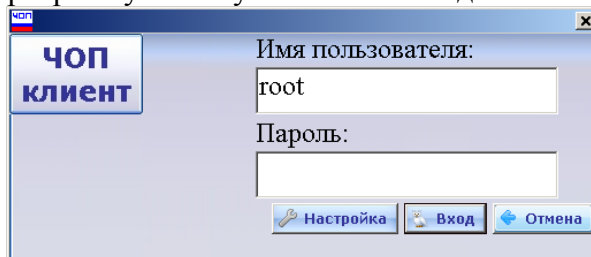 чоп
ЧОП
клиент
Имя пользователя:
root
Пароль:
Настройка
Вход
Отмена